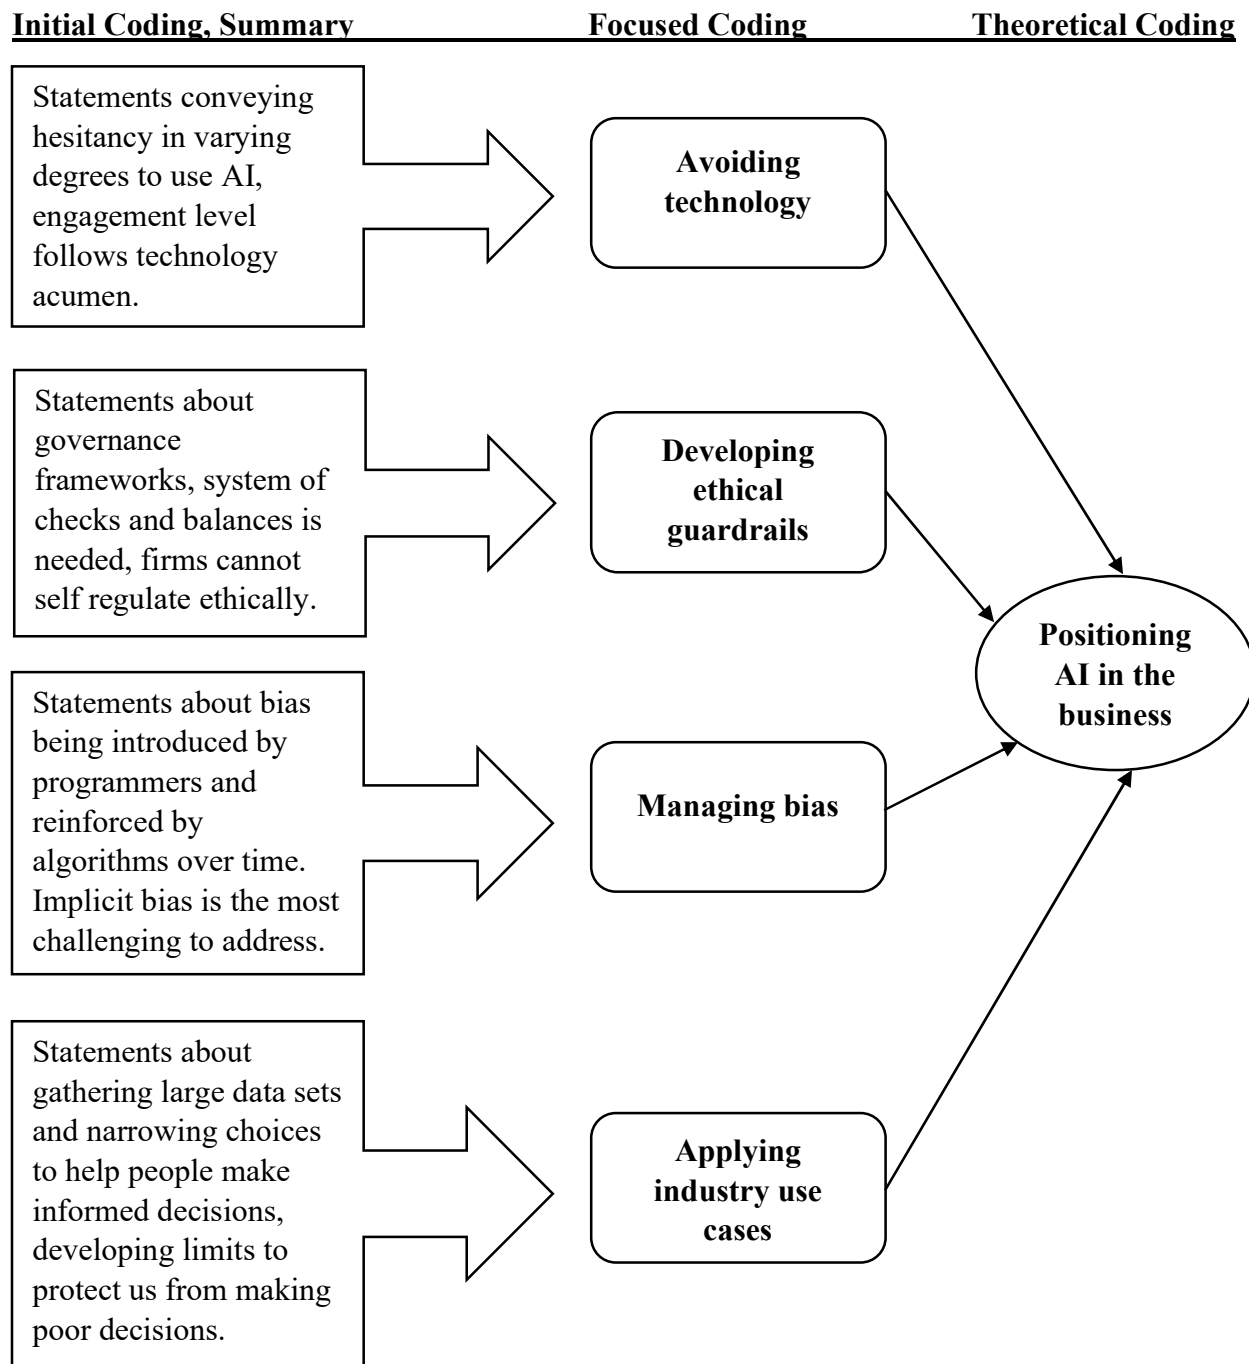 Initial Coding, Summary Focused Coding Theoretical Coding
Statements conveying
hesitancy in varying
degrees to use AI,
engagement level
follows technology
acumen.
Avoiding
technology
Statements about
governance
frameworks, system of
checks and balances is
needed, firms cannot
self regulate ethically.
Developing
ethical
guardrails
Positioning
AI in the
business
Statements about bias
being introduced by
programmers and
reinforced by
algorithms over time.
Implicit bias is the most
challenging to address.
Managing bias
Statements about
gathering large data sets
and narrowing choices
to help people make
informed decisions,
developing limits to
protect us from making
poor decisions.
Applying
industry use
cases